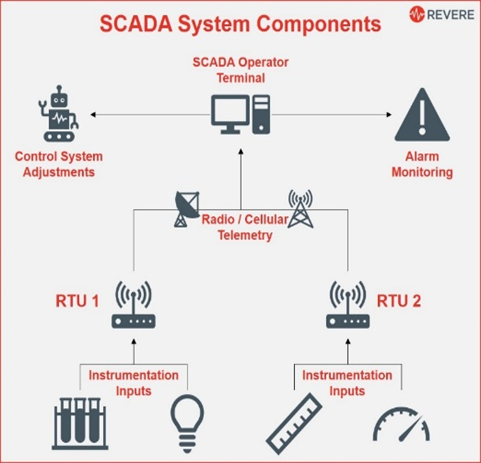 SCADA System Components
REVERE
SCADA Operator
Terminal
Control System
Adjustments
Alarm
Monitoring
Radio / Cellular
Telemetry
RTU 1
RTU 2
Instrumentation
Inputs
Instrumentation
Inputs